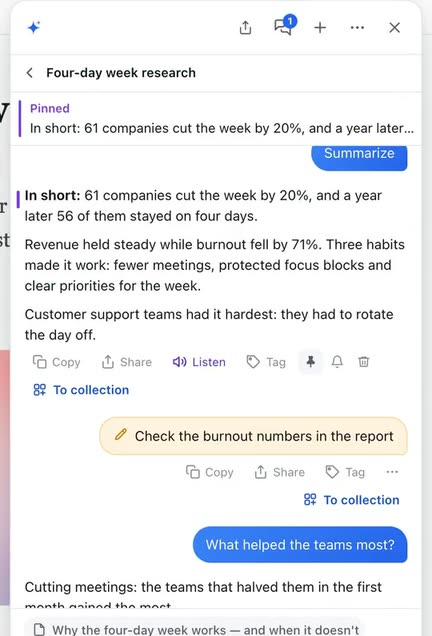 1
Four-day week research
Pinned
In short: 61 companies cut the week by 20%, and a year later...
Summarize
In short: 61 companies cut the week by 20%, and a year
later 56 of them stayed on four days.
Revenue held steady while burnout fell by 71%. Three habits
made it work: fewer meetings, protected focus blocks and
clear priorities for the week.
Customer support teams had it hardest: they had to rotate
the day off.
Copy Share Listen Tag
To collection
Check the burnout numbers in the report
Copy Share Tag
To collection
What helped the teams most?
Cutting meetings: the teams that halved them in the first
month gained the most
Why the four-day week works — and when it doesn't